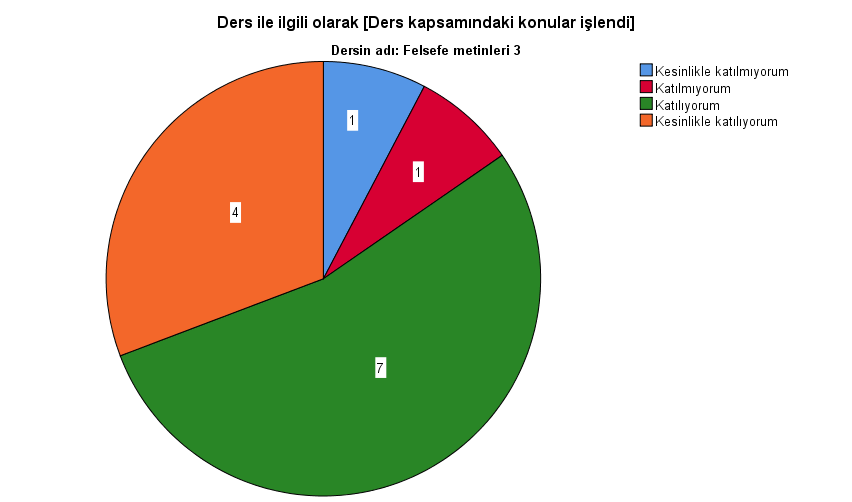 Ders ile ilgili olarak [Ders kapsamındaki konular işlendi]
Dersin adı: Felsefe metinleri 3
Kesinlikle katılmıyorum
Katılmıyorum
Katılıyorum
Kesinlikle katılıyorum
1
1
4
7